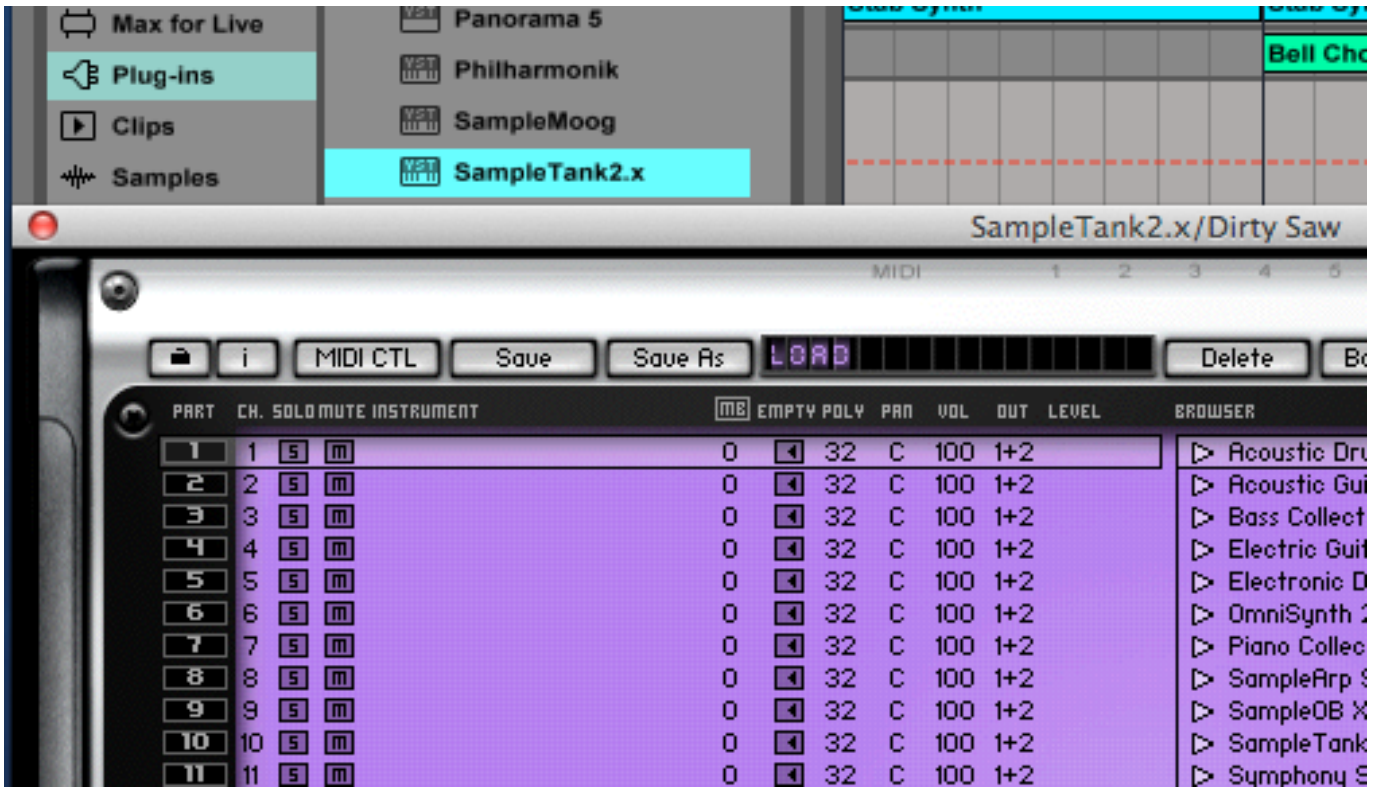 Max for Live
Plug-ins
Clips
Samples
VST Panorama 5
VST Philharmonik
VST SampleMoog
VST SampleTank2.x
Stab Synth
Bell Cho
SampleTank2.x/Dirty Saw
MIDI 1 2 3 4 5
i MIDI CTL Save Save As LOAD Delete
PART CH. SOLO MUTE INSTRUMENT MB EMPTY POLY PAN VOL OUT LEVEL BROWSER
1 1 S m 0 32 C 100 1+2 Acoustic Dru
2 2 S m 0 32 C 100 1+2 Acoustic Gui
3 3 S m 0 32 C 100 1+2 Bass Collect
4 4 S m 0 32 C 100 1+2 Electric Guit
5 5 S m 0 32 C 100 1+2 Electronic D
6 6 S m 0 32 C 100 1+2 OmniSynth 2
7 7 S m 0 32 C 100 1+2 Piano Collec
8 8 S m 0 32 C 100 1+2 SampleArp S
9 9 S m 0 32 C 100 1+2 SampleOB X
10 10 S m 0 32 C 100 1+2 SampleTank
11 11 S m 0 32 C 100 1+2 Symphony S